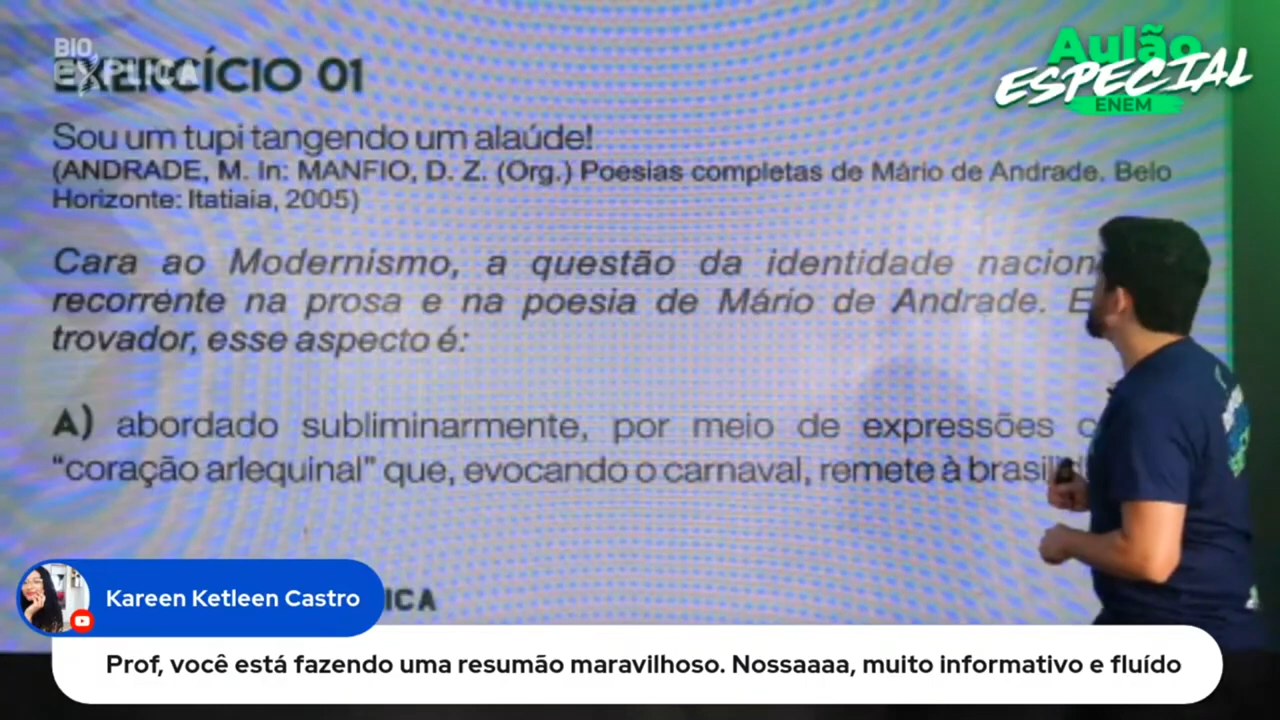 BIO
EXPLICA
EXERCÍCIO 01
Aulão
ESPECIAL
ENEM
Sou um tupi tangendo um alaúde!
(ANDRADE, M. In: MANFIO, D. Z. (Org.) Poesias completas de Mário de Andrade. Belo
Horizonte: Itatiaia, 2005)
Cara ao Modernismo, a questão da identidade nacion
recorrente na prosa e na poesia de Mário de Andrade. E
trovador, esse aspecto é:
A) abordado subliminarmente, por meio de expressões c
“coração arlequinal” que, evocando o carnaval, remete à brasil
ICA
Kareen Ketleen Castro
Prof, você está fazendo uma resumão maravilhoso. Nossaaaa, muito informativo e fluído